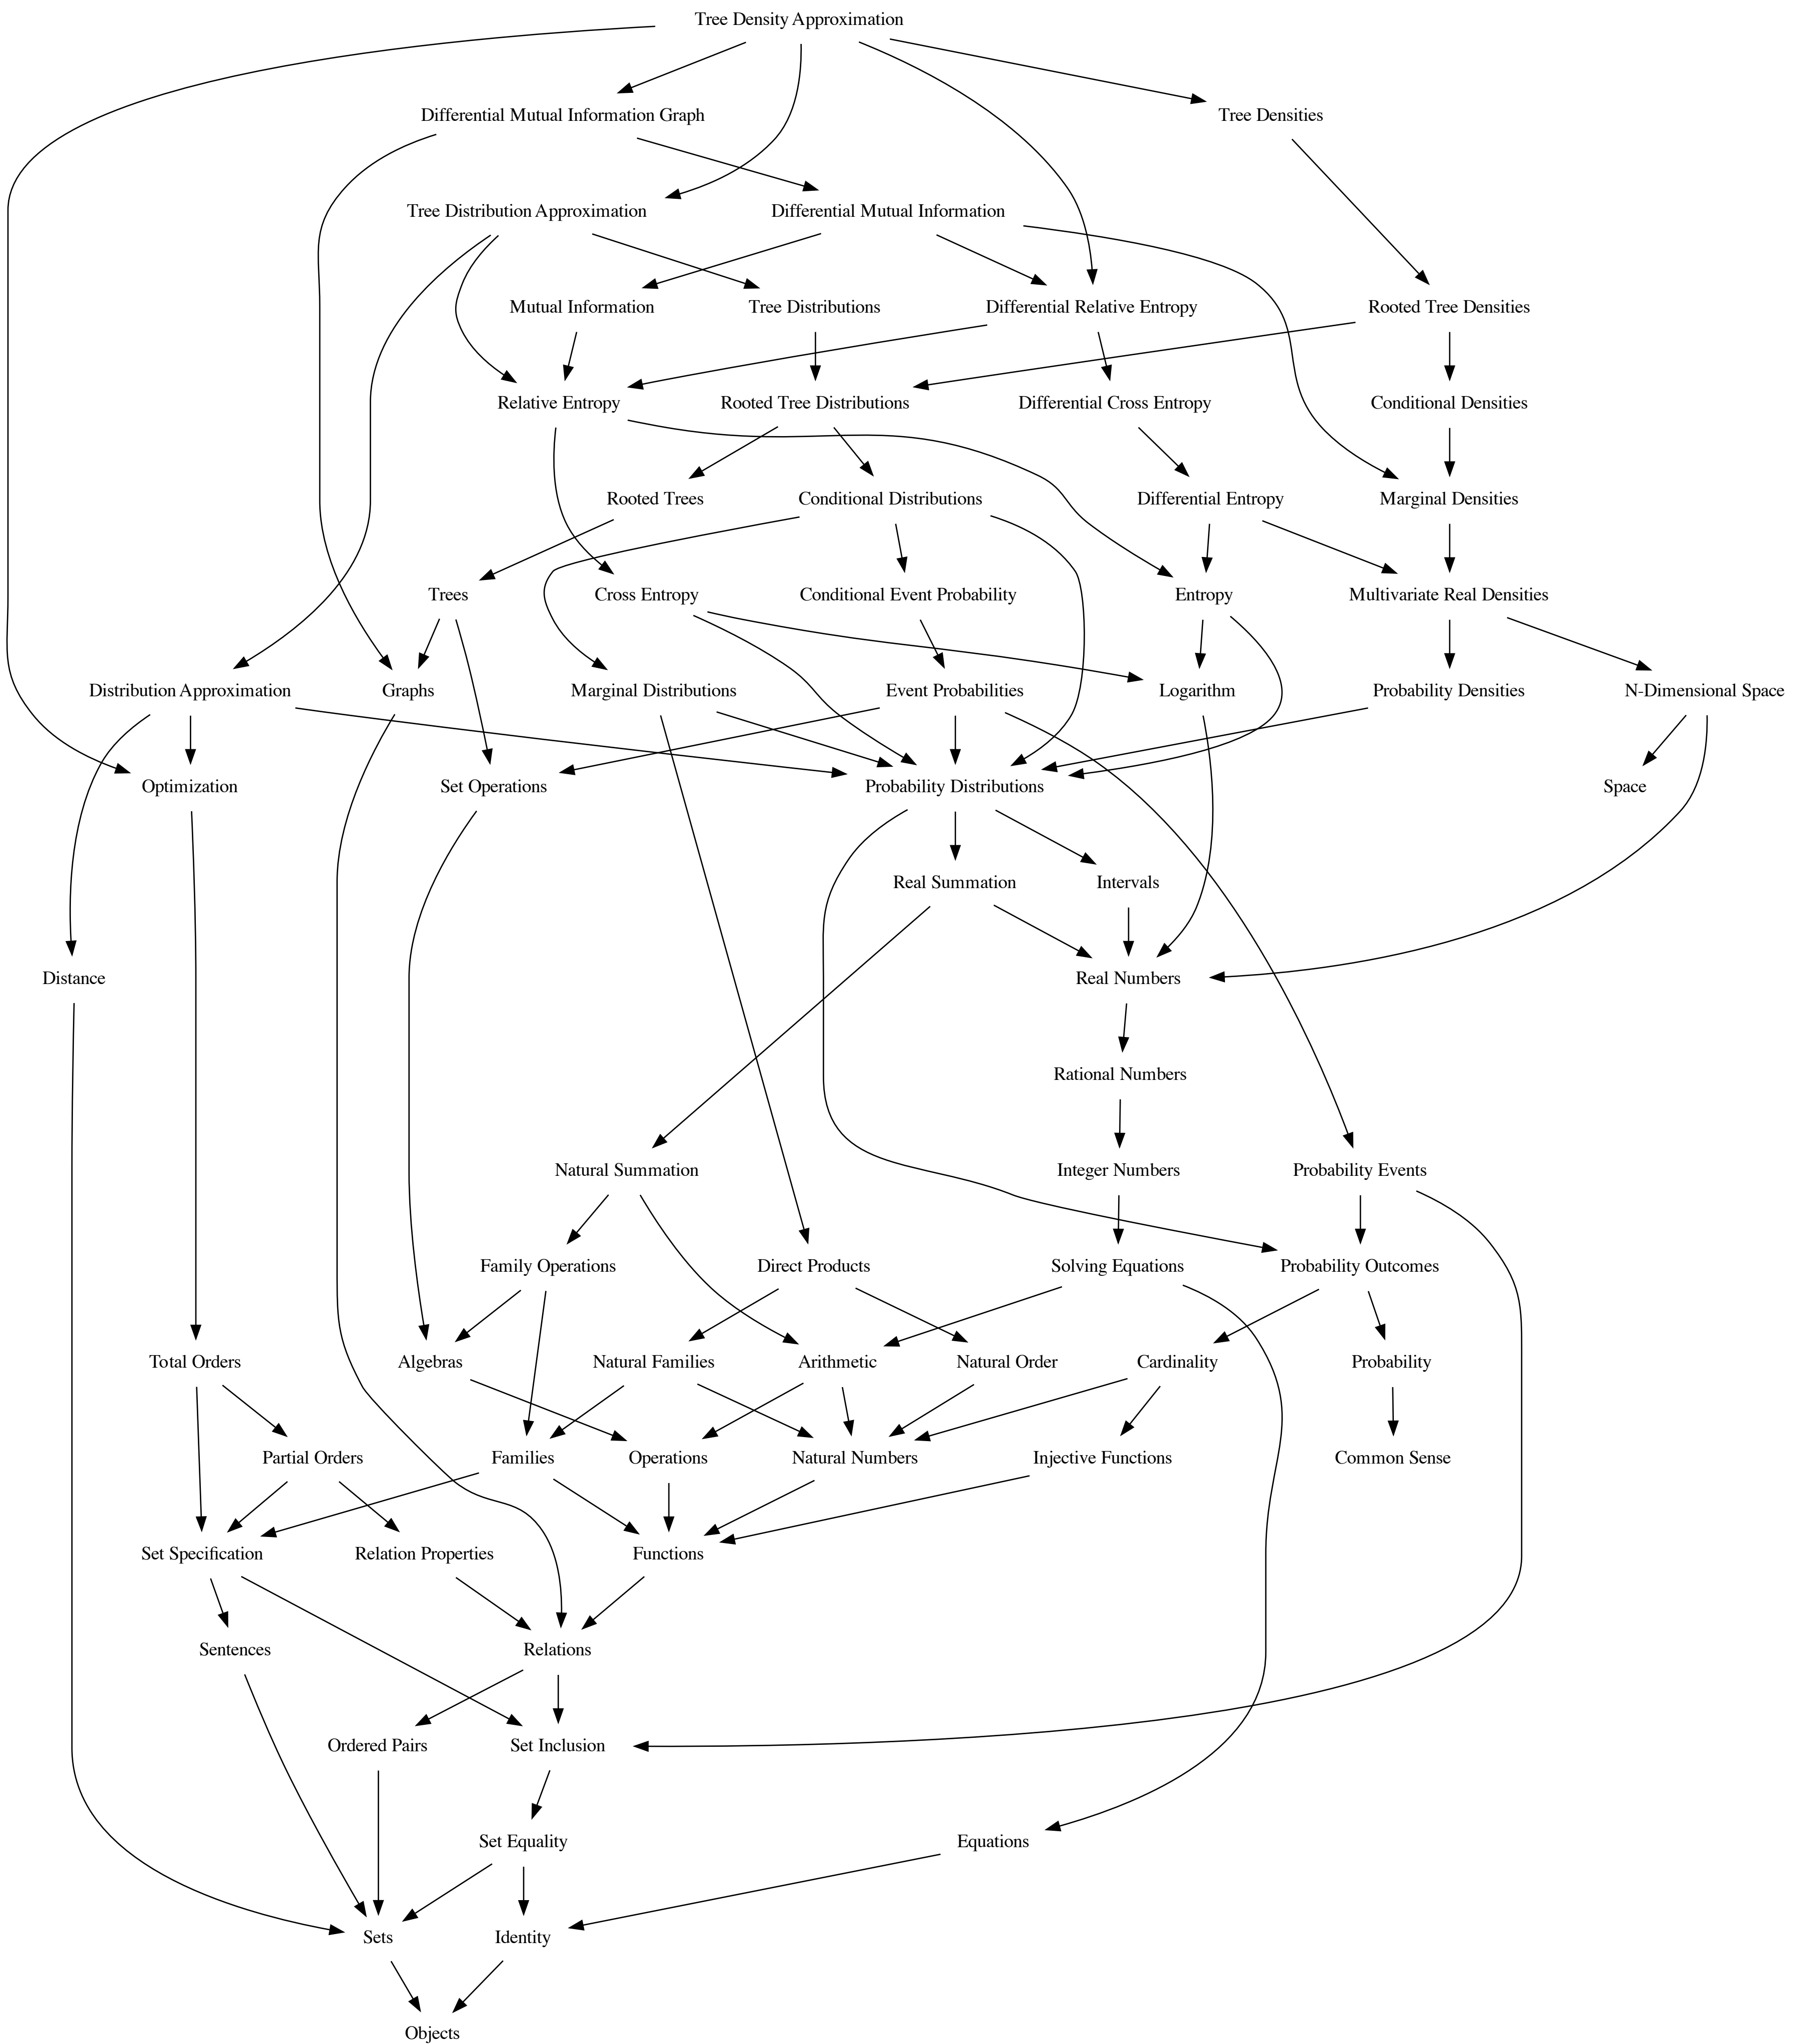 Tree Density Approximation
Differential Mutual Information Graph
Tree Densities
Tree Distribution Approximation
Differential Mutual Information
Mutual Information
Tree Distributions
Differential Relative Entropy
Rooted Tree Densities
Relative Entropy
Rooted Tree Distributions
Differential Cross Entropy
Conditional Densities
Rooted Trees
Conditional Distributions
Differential Entropy
Marginal Densities
Trees
Cross Entropy
Conditional Event Probability
Entropy
Multivariate Real Densities
Distribution Approximation
Graphs
Marginal Distributions
Event Probabilities
Logarithm
Probability Densities
N-Dimensional Space
Optimization
Set Operations
Probability Distributions
Space
Real Summation
Intervals
Distance
Real Numbers
Rational Numbers
Natural Summation
Integer Numbers
Probability Events
Family Operations
Direct Products
Solving Equations
Probability Outcomes
Total Orders
Algebras
Natural Families
Arithmetic
Natural Order
Cardinality
Probability
Partial Orders
Families
Operations
Natural Numbers
Injective Functions
Common Sense
Set Specification
Relation Properties
Functions
Sentences
Relations
Ordered Pairs
Set Inclusion
Set Equality
Equations
Sets
Identity
Objects